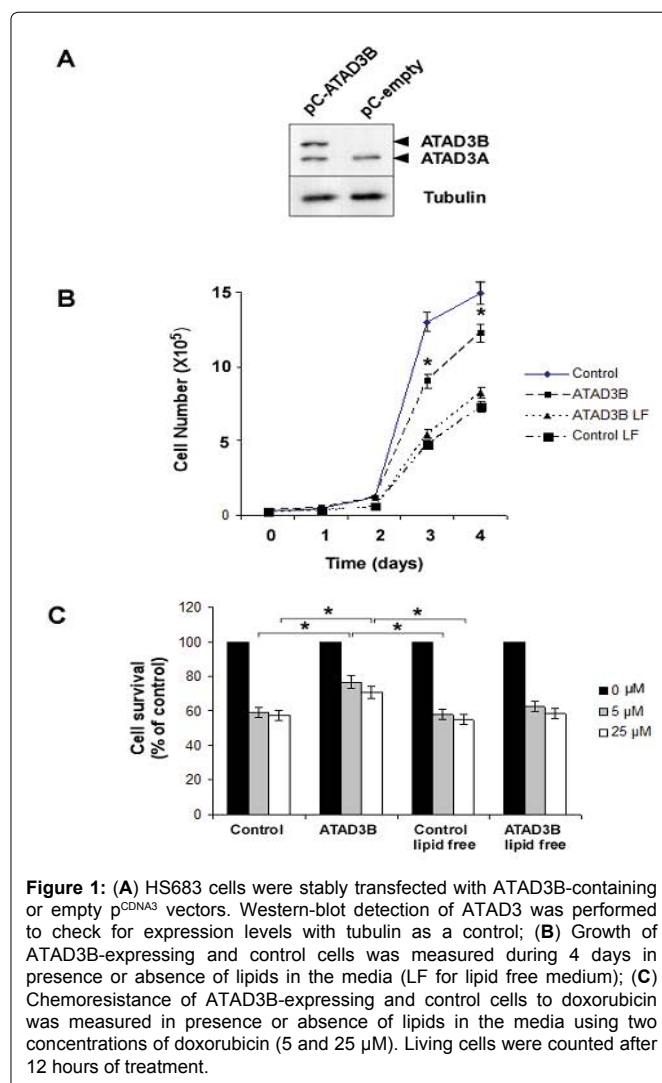 A
pC-ATAD3B
pC-empty
ATAD3B
ATAD3A
Tubulin
B
15
10
5
0
Cell Number (X10⁵)
*
*
0 1 2 3 4
Time (days)
Control
ATAD3B
ATAD3B LF
Control LF
C
120
100
80
60
40
20
0
Cell survival
(% of control)
* *
* *
0 µM
5 µM
25 µM
Control
ATAD3B
Control
lipid free
ATAD3B
lipid free
Figure 1: (A) HS683 cells were stably transfected with ATAD3B-containing
or empty pᶜᴰᴺᴬ³ vectors. Western-blot detection of ATAD3 was performed
to check for expression levels with tubulin as a control; (B) Growth of
ATAD3B-expressing and control cells was measured during 4 days in
presence or absence of lipids in the media (LF for lipid free medium); (C)
Chemoresistance of ATAD3B-expressing and control cells to doxorubicin
was measured in presence or absence of lipids in the media using two
concentrations of doxorubicin (5 and 25 µM). Living cells were counted after
12 hours of treatment.